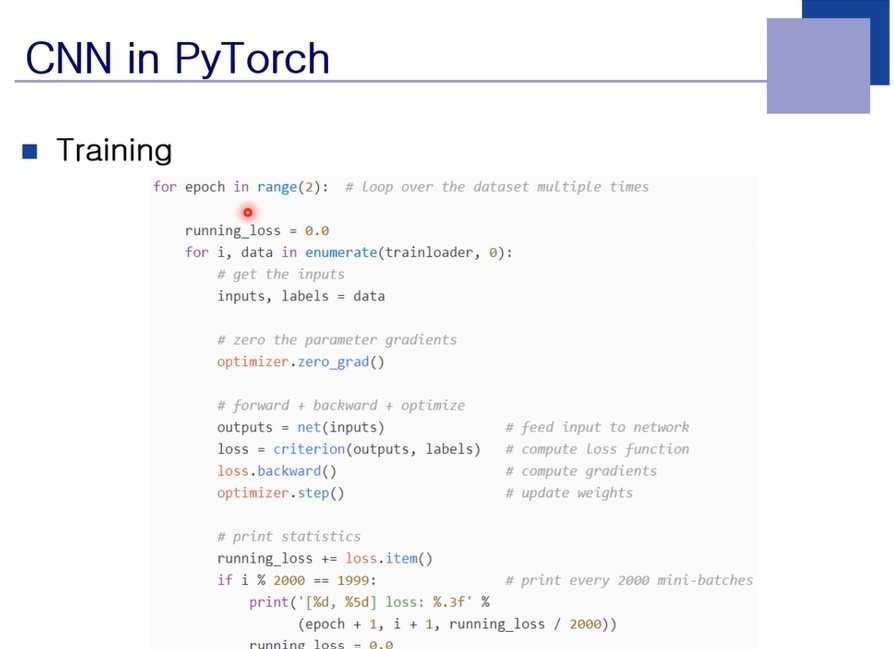 CNN in PyTorch
Training
for epoch in range(2):  # loop over the dataset multiple times
running_loss = 0.0
for i, data in enumerate(trainloader, 0):
# get the inputs
inputs, labels = data
# zero the parameter gradients
optimizer.zero_grad()
# forward + backward + optimize
outputs = net(inputs)  # feed input to network
loss = criterion(outputs, labels)  # compute loss function
loss.backward()  # compute gradients
optimizer.step()  # update weights
# print statistics
running_loss += loss.item()
if i % 2000 == 1999:  # print every 2000 mini-batches
print('[%d, %5d] loss: %.3f' %
(epoch + 1, i + 1, running_loss / 2000))
running_loss = 0.0